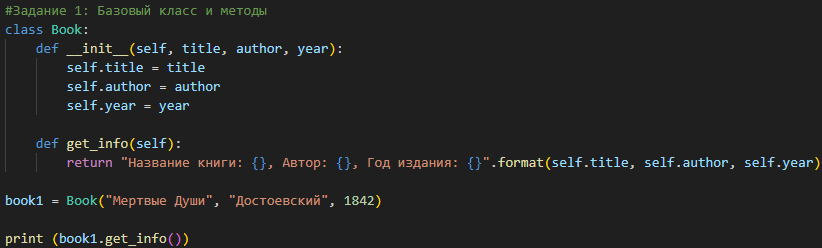 #Задание 1: Базовый класс и методы
class Book:
    def __init__(self, title, author, year):
        self.title = title
        self.author = author
        self.year = year

    def get_info(self):
        return "Название книги: {}, Автор: {}, Год издания: {}".format(self.title, self.author, self.year)

book1 = Book("Мертвые Души", "Достоевский", 1842)

print (book1.get_info())